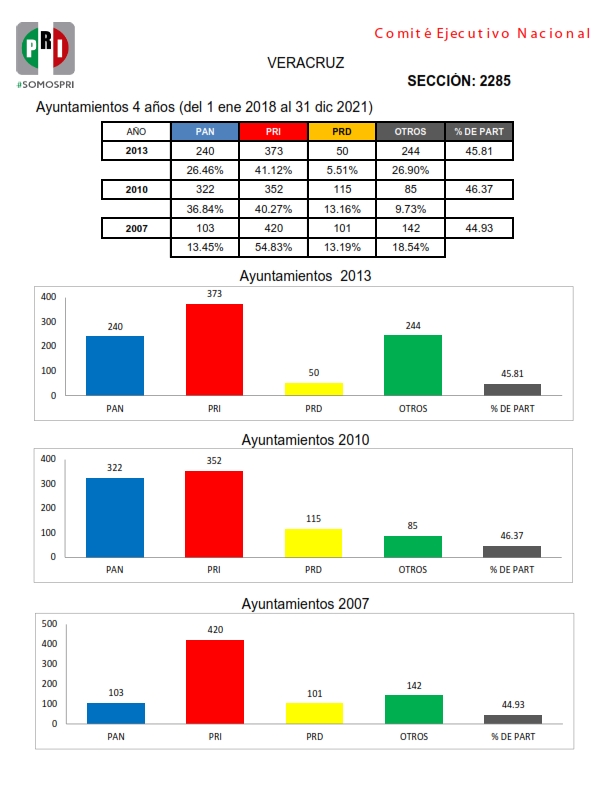 Comité Ejecutivo Nacional
PRI
#SOMOSPRI
VERACRUZ
SECCIÓN: 2285
Ayuntamientos 4 años (del 1 ene 2018 al 31 dic 2021)
AÑO PAN PRI PRD OTROS % DE PART
2013 240 373 50 244 45.81
26.46% 41.12% 5.51% 26.90%
2010 322 352 115 85 46.37
36.84% 40.27% 13.16% 9.73%
2007 103 420 101 142 44.93
13.45% 54.83% 13.19% 18.54%
Ayuntamientos 2013
400
300
200
100
0
240
373
50
244
45.81
PAN PRI PRD OTROS % DE PART
Ayuntamientos 2010
400
300
200
100
0
322
352
115
85
46.37
PAN PRI PRD OTROS % DE PART
Ayuntamientos 2007
500
400
300
200
100
0
103
420
101
142
44.93
PAN PRI PRD OTROS % DE PART